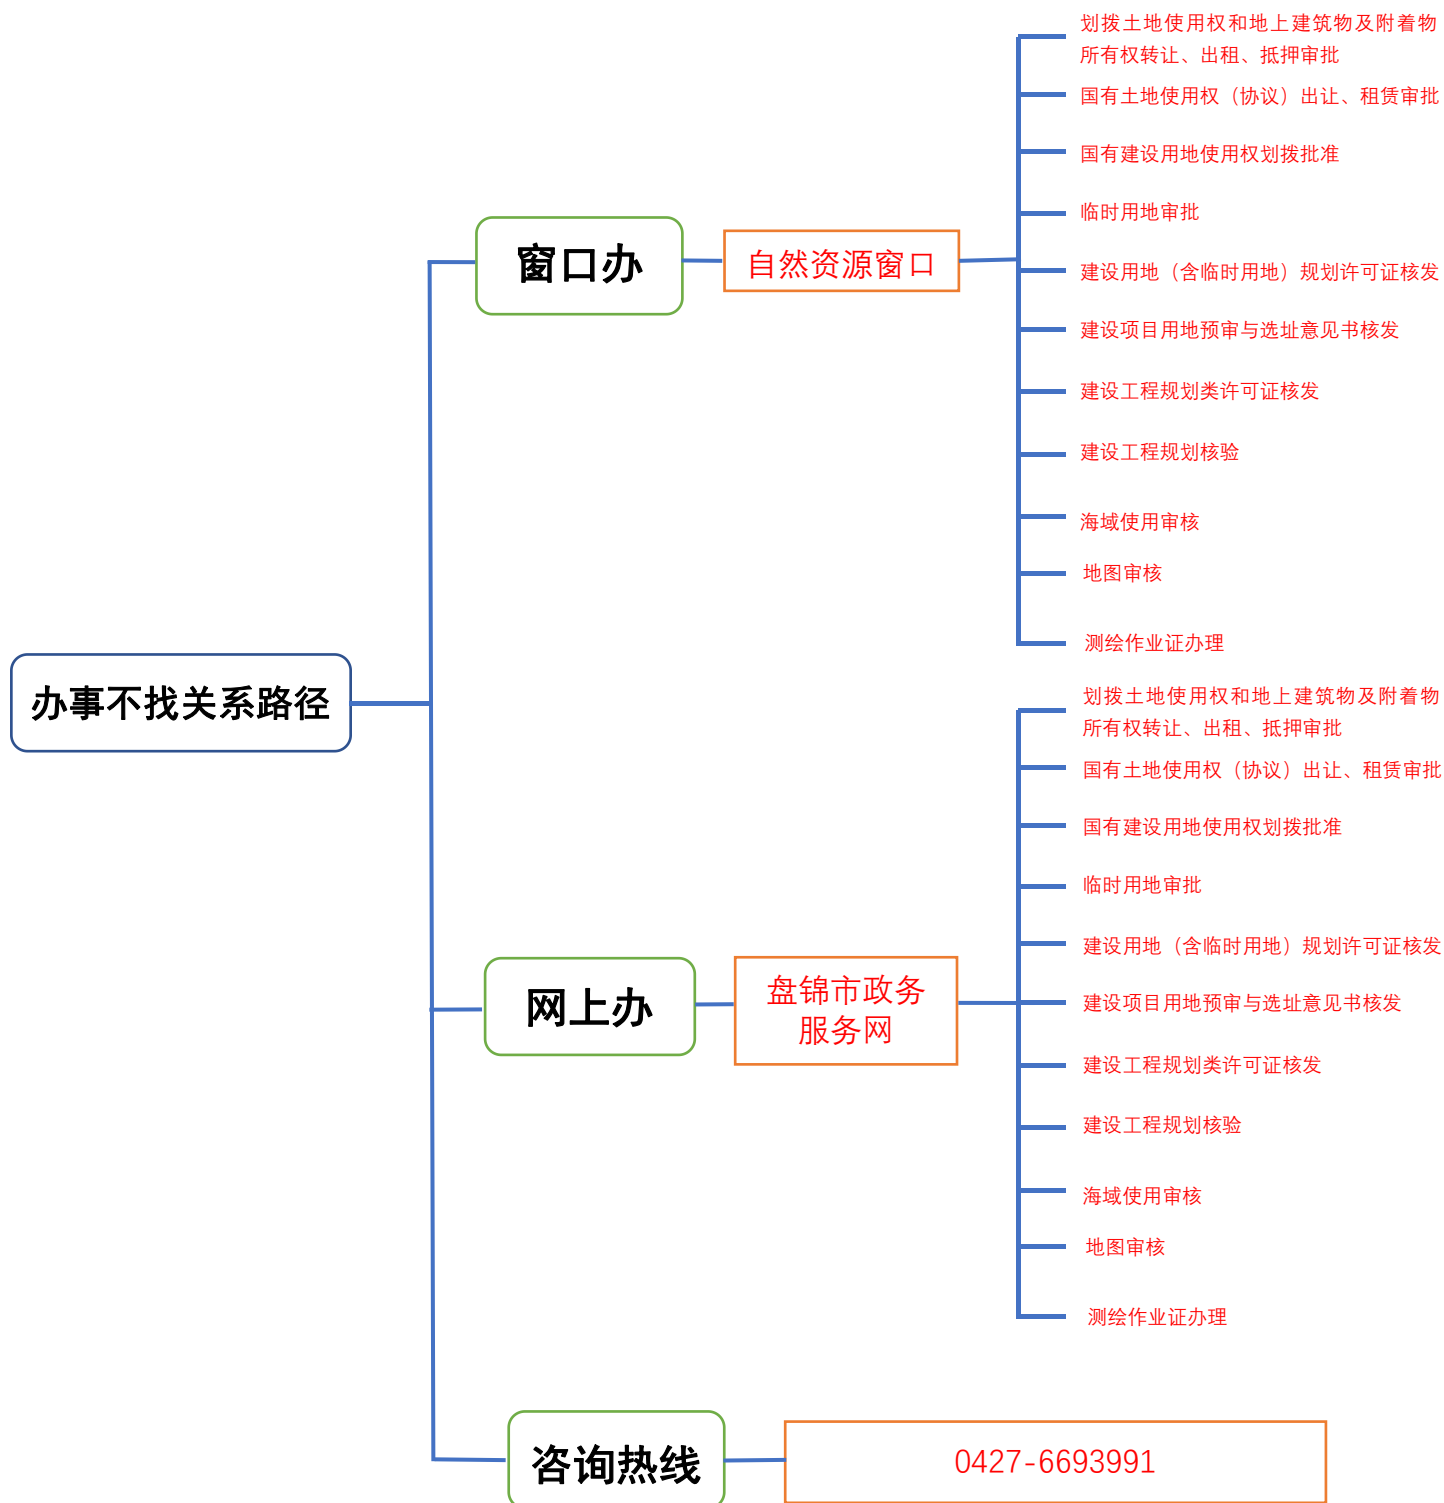 办事不找关系路径
窗口办
自然资源窗口
划拨土地使用权和地上建筑物及附着物
所有权转让、出租、抵押审批
国有土地使用权（协议）出让、租赁审批
国有建设用地使用权划拨批准
临时用地审批
建设用地（含临时用地）规划许可证核发
建设项目用地预审与选址意见书核发
建设工程规划类许可证核发
建设工程规划核验
海域使用审核
地图审核
测绘作业证办理
网上办
盘锦市政务
服务网
划拨土地使用权和地上建筑物及附着物
所有权转让、出租、抵押审批
国有土地使用权（协议）出让、租赁审批
国有建设用地使用权划拨批准
临时用地审批
建设用地（含临时用地）规划许可证核发
建设项目用地预审与选址意见书核发
建设工程规划类许可证核发
建设工程规划核验
海域使用审核
地图审核
测绘作业证办理
咨询热线
0427-6693991